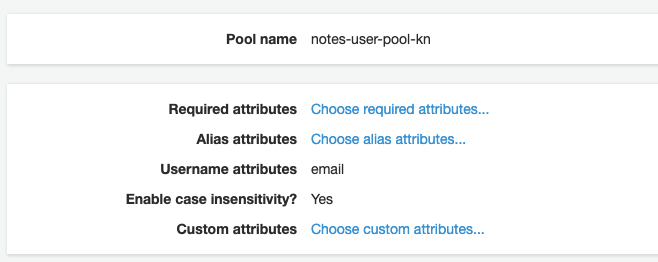 Pool name notes-user-pool-kn
Required attributes Choose required attributes...
Alias attributes Choose alias attributes...
Username attributes email
Enable case insensitivity? Yes
Custom attributes Choose custom attributes...